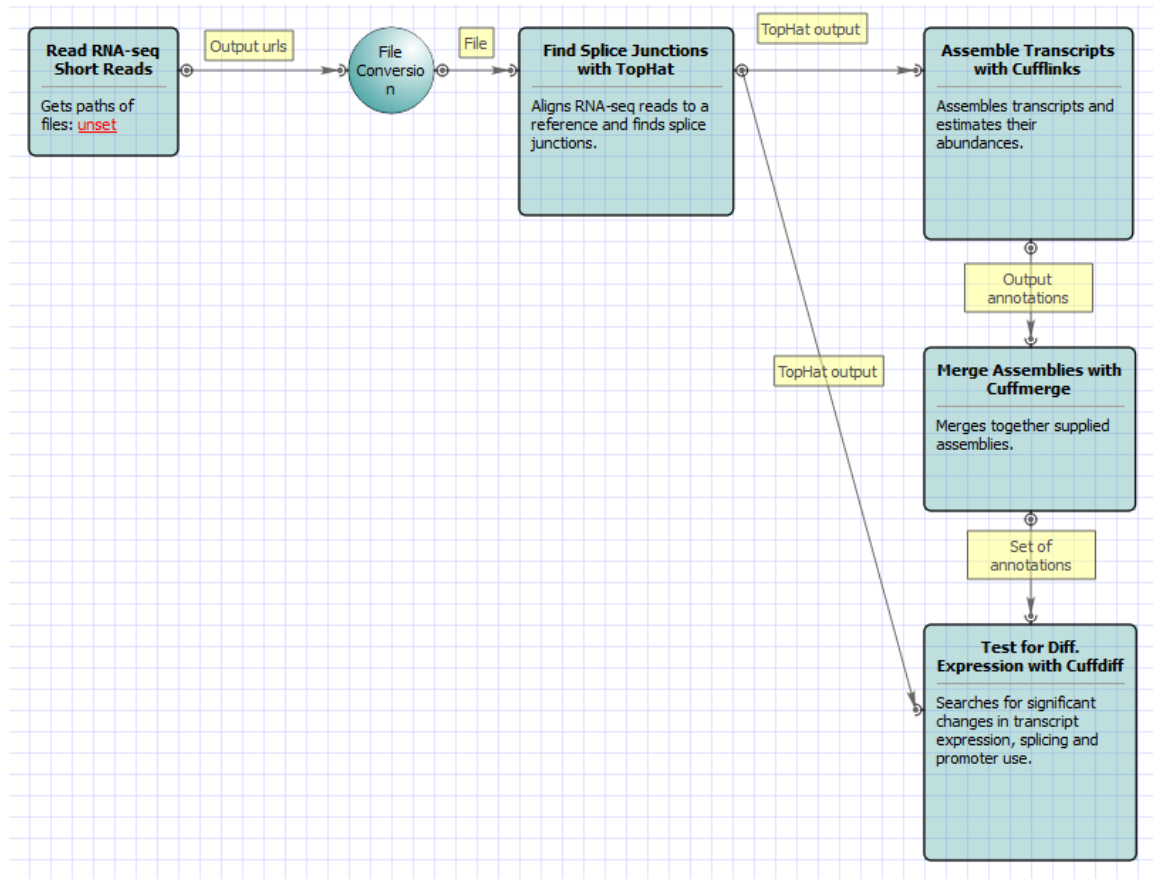 Read RNA-seq
Short Reads
Gets paths of
files: unset
Output urls
File
Conversio
n
File
Find Splice Junctions
with TopHat
Aligns RNA-seq reads to a
reference and finds splice
junctions.
TopHat output
Assemble Transcripts
with Cufflinks
Assembles transcripts and
estimates their
abundances.
Output
annotations
TopHat output
Merge Assemblies with
Cuffmerge
Merges together supplied
assemblies.
Set of
annotations
Test for Diff.
Expression with Cuffdiff
Searches for significant
changes in transcript
expression, splicing and
promoter use.